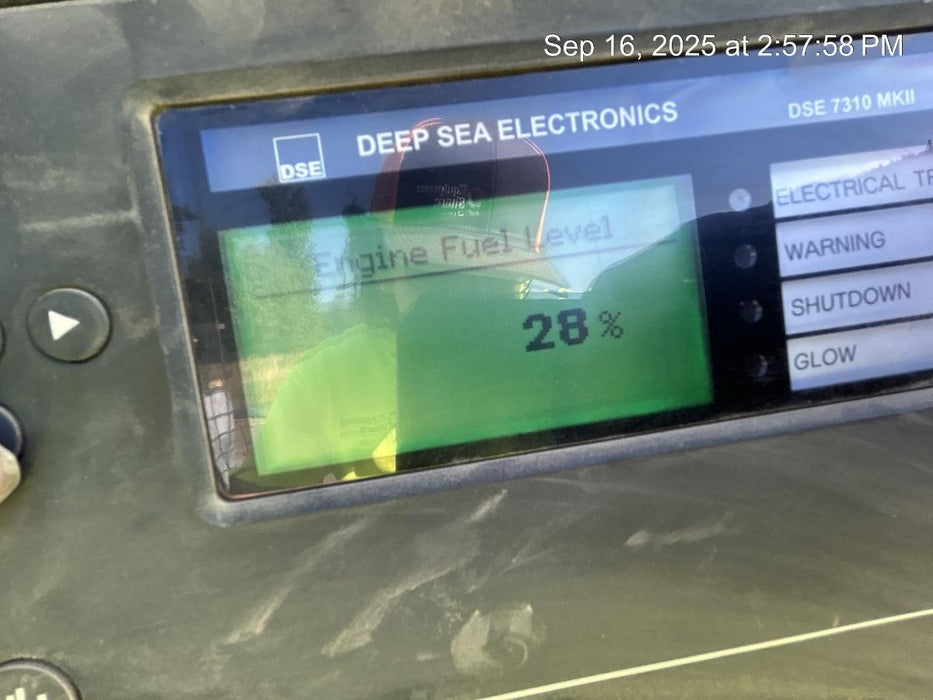 Sep 16, 2025 at 2:57:58 PM
DSE
DEEP SEA ELECTRONICS
DSE 7310 MKII
Engine Fuel Level
28 %
ELECTRICAL TR
WARNING
SHUTDOWN
GLOW